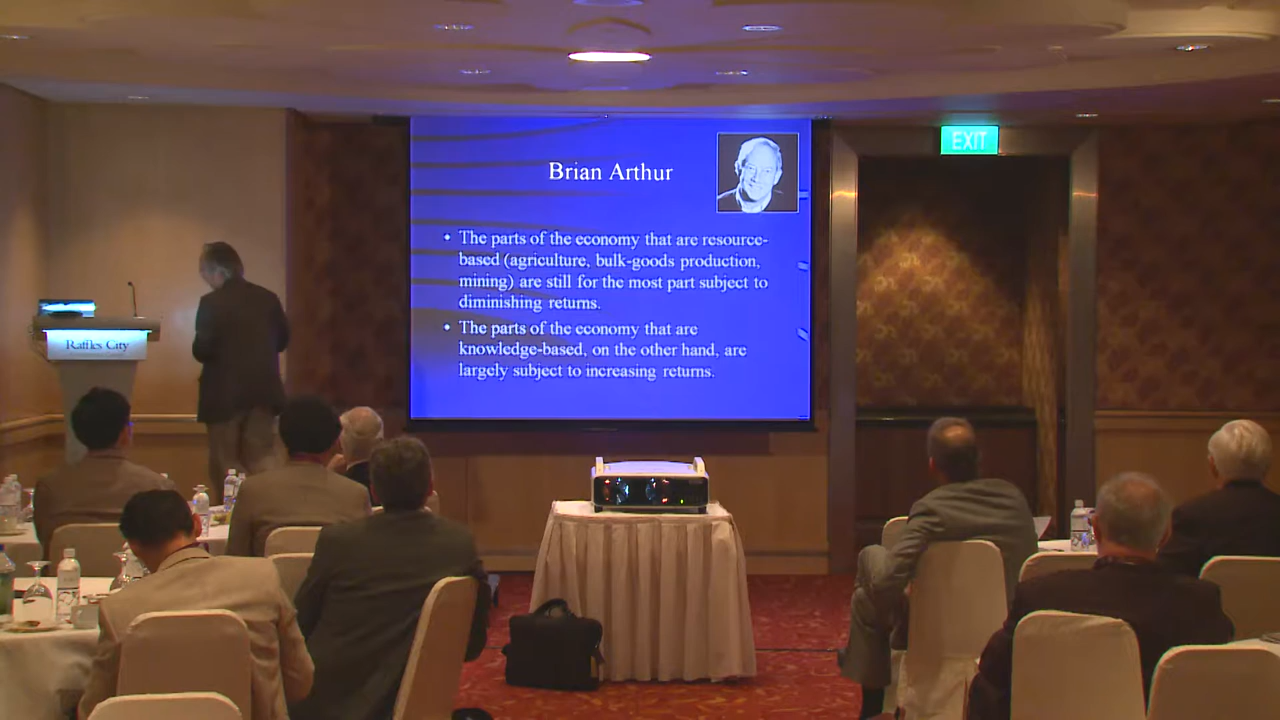 EXIT
Brian Arthur
• The parts of the economy that are resource-
based (agriculture, bulk-goods production,
mining) are still for the most part subject to
diminishing returns.
• The parts of the economy that are
knowledge-based, on the other hand, are
largely subject to increasing returns.
Raffles City